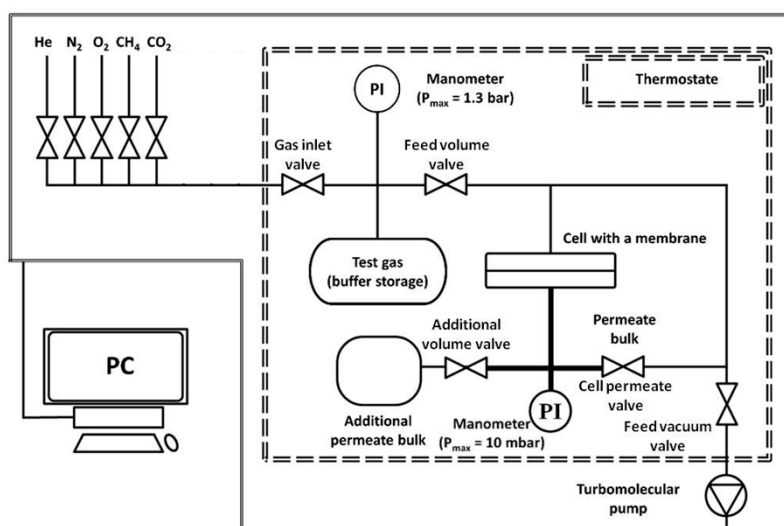 He N₂ O₂ CH₄ CO₂
PI
Manometer
(Pmax = 1.3 bar)
Thermostate
Gas inlet
valve
Feed volume
valve
Test gas
(buffer storage)
Cell with a membrane
PC
Additional
volume valve
Permeate
bulk
Additional
permeate bulk
PI
Manometer
(Pmax = 10 mbar)
Cell permeate
valve
Feed vacuum
valve
Turbomolecular
pump